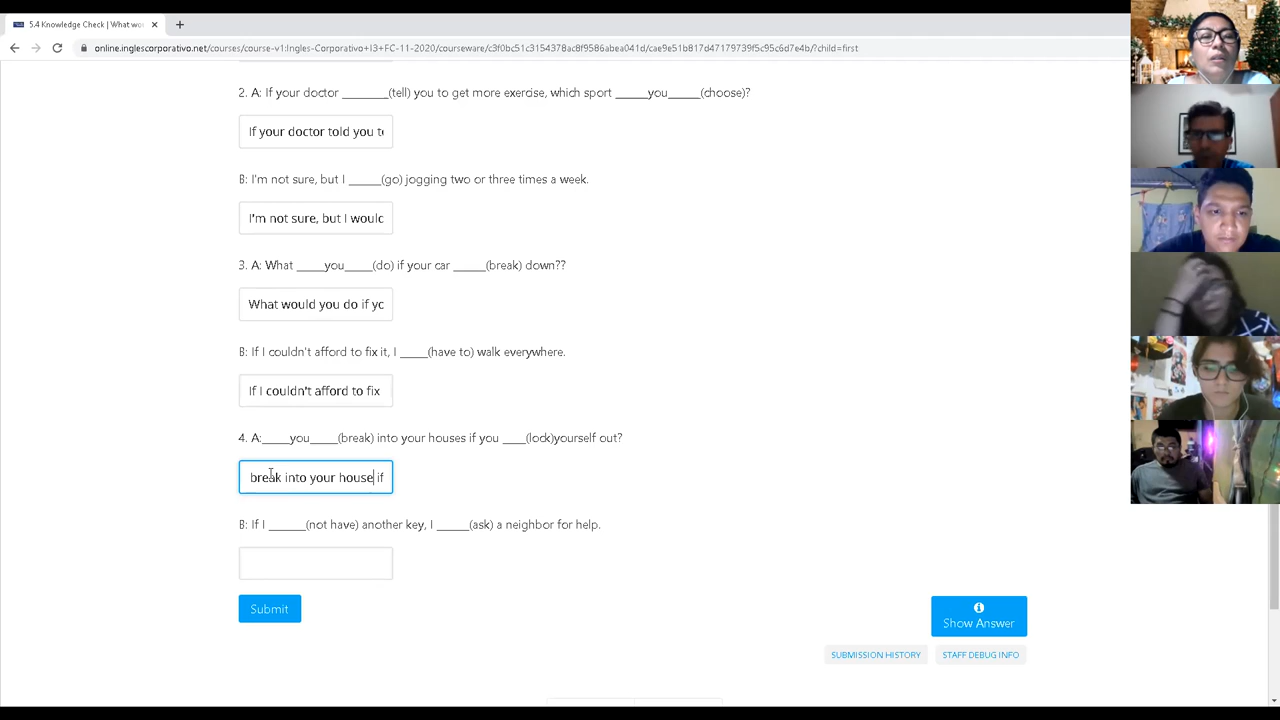 5.4 Knowledge Check | What wo
online.inglescorporativo.net/courses/course-v1:Ingles-Corporativo+I3+FC-11-2020/courseware/c3f0bc51c3154378ac8f9586abea041d/cae9e51b817d47179739f5c95c6d7e4b/?child=first
2. A: If your doctor ________(tell) you to get more exercise, which sport ______you______(choose)?
If your doctor told you t
B: I'm not sure, but I ______(go) jogging two or three times a week.
I'm not sure, but I would
3. A: What _____you_____(do) if your car ______(break) down??
What would you do if yo
B: If I couldn't afford to fix it, I _____(have to) walk everywhere.
If I couldn't afford to fix
4. A:_____you_____(break) into your houses if you ____(lock)yourself out?
break into your house if
B: If I _______(not have) another key, I ______(ask) a neighbor for help.
Submit
Show Answer
SUBMISSION HISTORY
STAFF DEBUG INFO